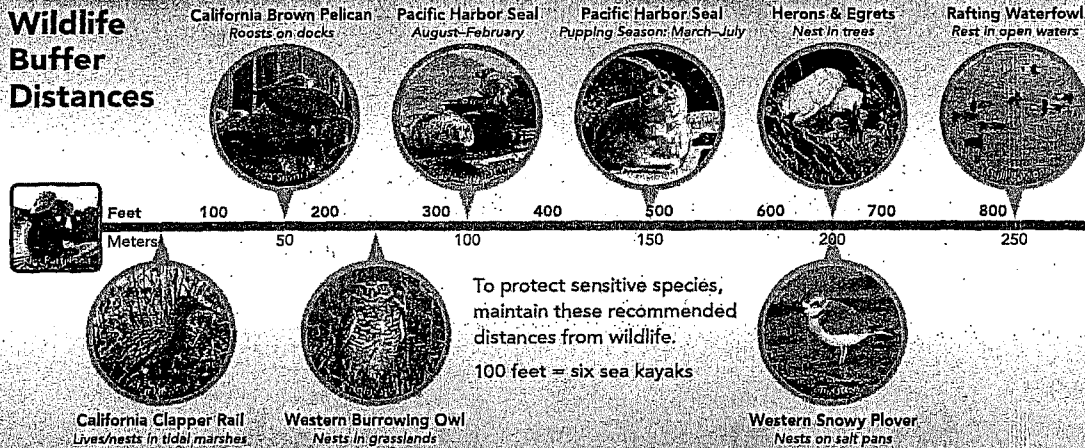 Wildlife
Buffer
Distances
California Brown Pelican
Roosts on docks
Pacific Harbor Seal
August–February
Pacific Harbor Seal
Pupping Season: March–July
Herons & Egrets
Nest in trees
Rafting Waterfowl
Rest in open waters
Feet 100 200 300 400 500 600 700 800
Meters 50 100 150 200 250
To protect sensitive species,
maintain these recommended
distances from wildlife.
100 feet = six sea kayaks
California Clapper Rail
Lives/nests in tidal marshes
Western Burrowing Owl
Nests in grasslands
Western Snowy Plover
Nests on salt pans